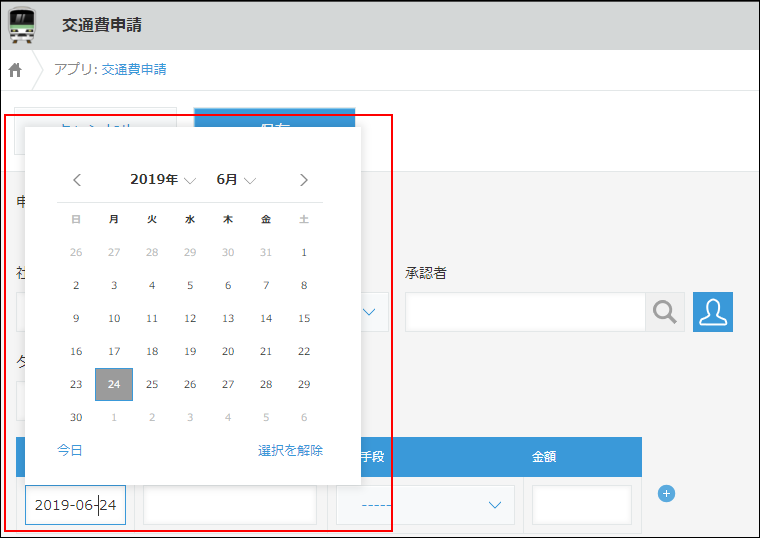 交通費申請
アプリ: 交通費申請
2019年 6月
日 月 火 水 木 金 土
26 27 28 29 30 31 1
2 3 4 5 6 7 8
9 10 11 12 13 14 15
16 17 18 19 20 21 22
23 24 25 26 27 28 29
30 1 2 3 4 5 6
今日 選択を解除
承認者
手段 金額
2019-06-24 -----